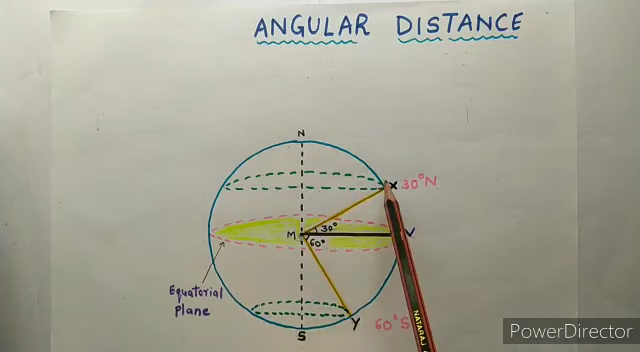 ANGULAR DISTANCE
N
X 30°N
30°
M V
60°
Equatorial
plane
Y 60°S
S
NATARAJ
PowerDirector